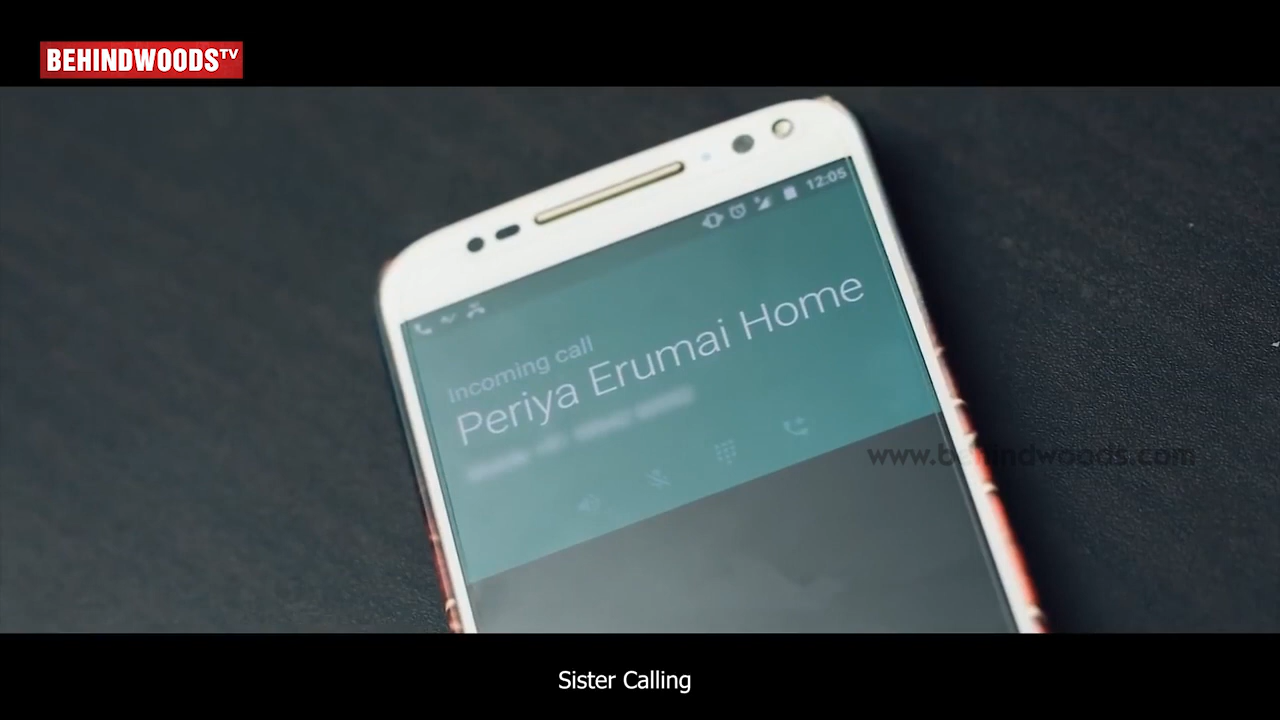 BEHINDWOODS TV
12:05
Incoming call
Periya Erumai Home
www.behindwoods.com
Sister Calling